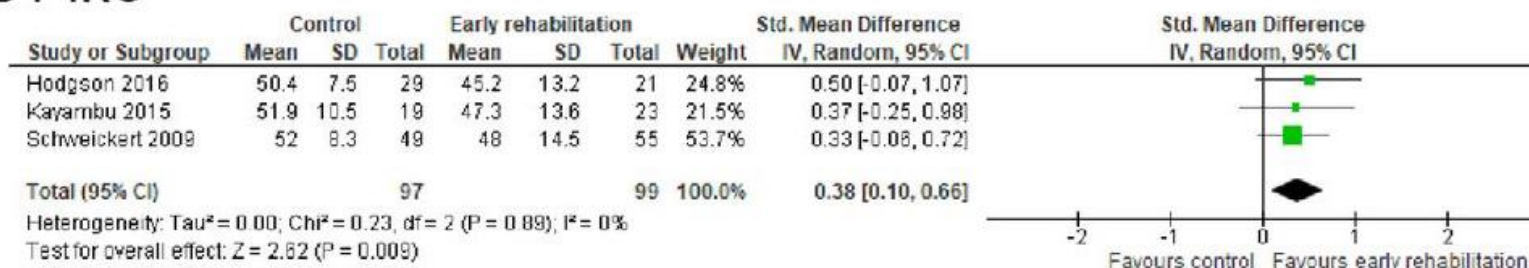 Control Early rehabilitation Std. Mean Difference Std. Mean Difference
Study or Subgroup Mean SD Total Mean SD Total Weight IV, Random, 95% CI IV, Random, 95% CI
Hodgson 2016 50.4 7.5 29 45.2 13.2 21 24.8% 0.50 [-0.07, 1.07]
Kayambu 2015 51.9 10.5 19 47.3 13.6 23 21.5% 0.37 [-0.25, 0.98]
Schweickert 2009 52 8.3 49 48 14.5 55 53.7% 0.33 [-0.06, 0.72]
Total (95% CI) 97 99 100.0% 0.38 [0.10, 0.66]
Heterogeneity: Tau² = 0.00; Chi² = 0.23, df = 2 (P = 0.89); I² = 0%
Test for overall effect: Z = 2.62 (P = 0.009)
-2 -1 0 1 2
Favours control Favours early rehabilitation